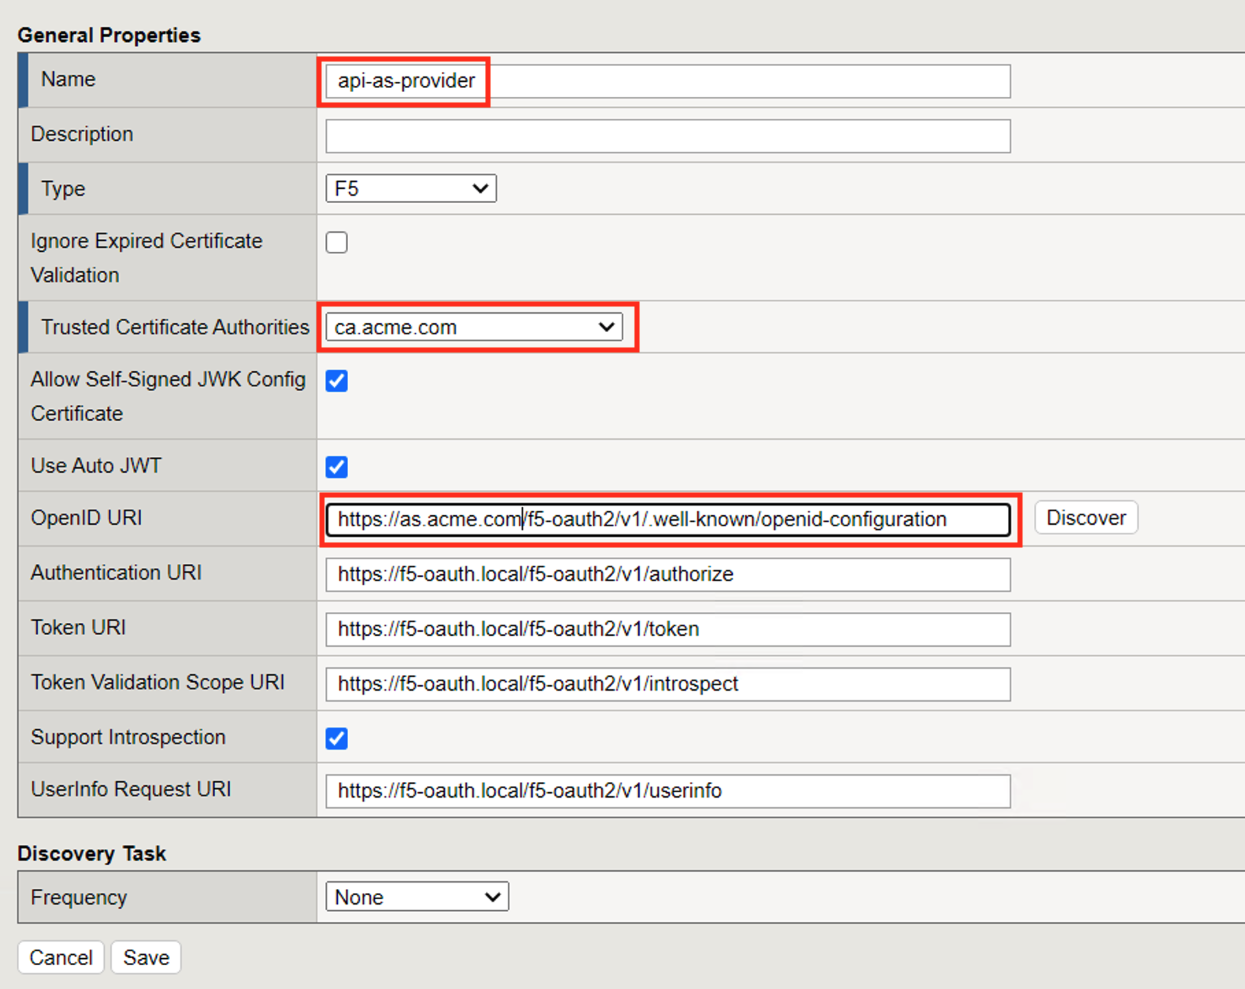 General Properties
Name
api-as-provider
Description
Type
F5
Ignore Expired Certificate
Validation
Trusted Certificate Authorities
ca.acme.com
Allow Self-Signed JWK Config
Certificate
Use Auto JWT
OpenID URI
https://as.acme.com/f5-oauth2/v1/.well-known/openid-configuration
Discover
Authentication URI
https://f5-oauth.local/f5-oauth2/v1/authorize
Token URI
https://f5-oauth.local/f5-oauth2/v1/token
Token Validation Scope URI
https://f5-oauth.local/f5-oauth2/v1/introspect
Support Introspection
UserInfo Request URI
https://f5-oauth.local/f5-oauth2/v1/userinfo
Discovery Task
Frequency
None
Cancel
Save